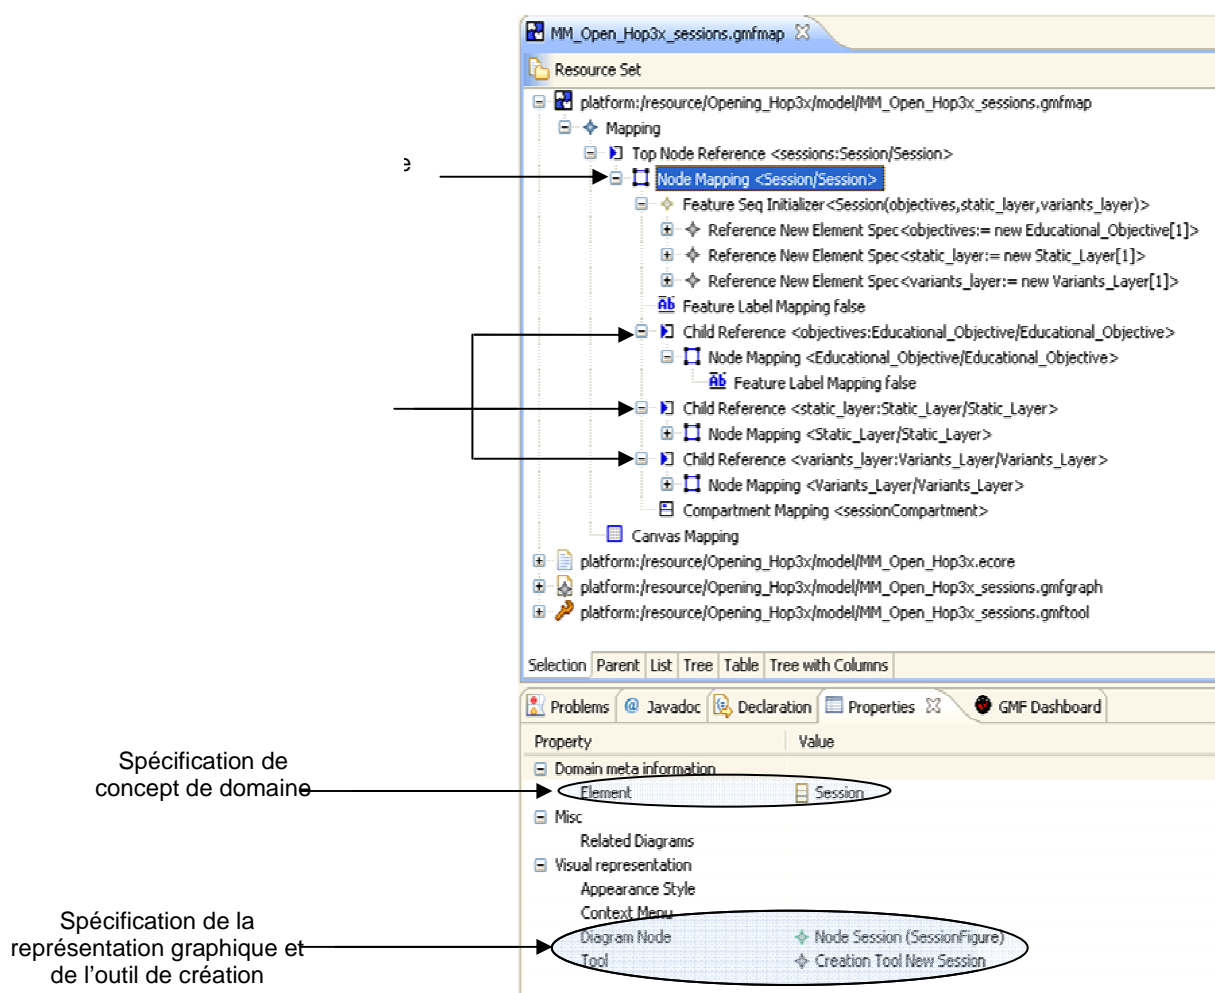 MM_Open_Hop3x_sessions.gmfmap
Resource Set
platform:/resource/Opening_Hop3x/model/MM_Open_Hop3x_sessions.gmfmap
Mapping
Top Node Reference <sessions:Session/Session>
e
Node Mapping <Session/Session>
Feature Seq Initializer<Session(objectives,static_layer,variants_layer)>
Reference New Element Spec<objectives:= new Educational_Objective[1]>
Reference New Element Spec<static_layer:= new Static_Layer[1]>
Reference New Element Spec<variants_layer:= new Variants_Layer[1]>
Feature Label Mapping false
Child Reference <objectives:Educational_Objective/Educational_Objective>
Node Mapping <Educational_Objective/Educational_Objective>
Feature Label Mapping false
Child Reference <static_layer:Static_Layer/Static_Layer>
Node Mapping <Static_Layer/Static_Layer>
Child Reference <variants_layer:Variants_Layer/Variants_Layer>
Node Mapping <Variants_Layer/Variants_Layer>
Compartment Mapping <sessionCompartment>
Canvas Mapping
platform:/resource/Opening_Hop3x/model/MM_Open_Hop3x.ecore
platform:/resource/Opening_Hop3x/model/MM_Open_Hop3x_sessions.gmfgraph
platform:/resource/Opening_Hop3x/model/MM_Open_Hop3x_sessions.gmftool
Selection Parent List Tree Table Tree with Columns
Problems @ Javadoc Declaration Properties GMF Dashboard
Property Value
Domain meta information
Element Session
Misc
Related Diagrams
Visual representation
Appearance Style
Context Menu
Diagram Node Node Session (SessionFigure)
Tool Creation Tool New Session
Spécification de
concept de domaine
Spécification de la
représentation graphique et
de l'outil de création